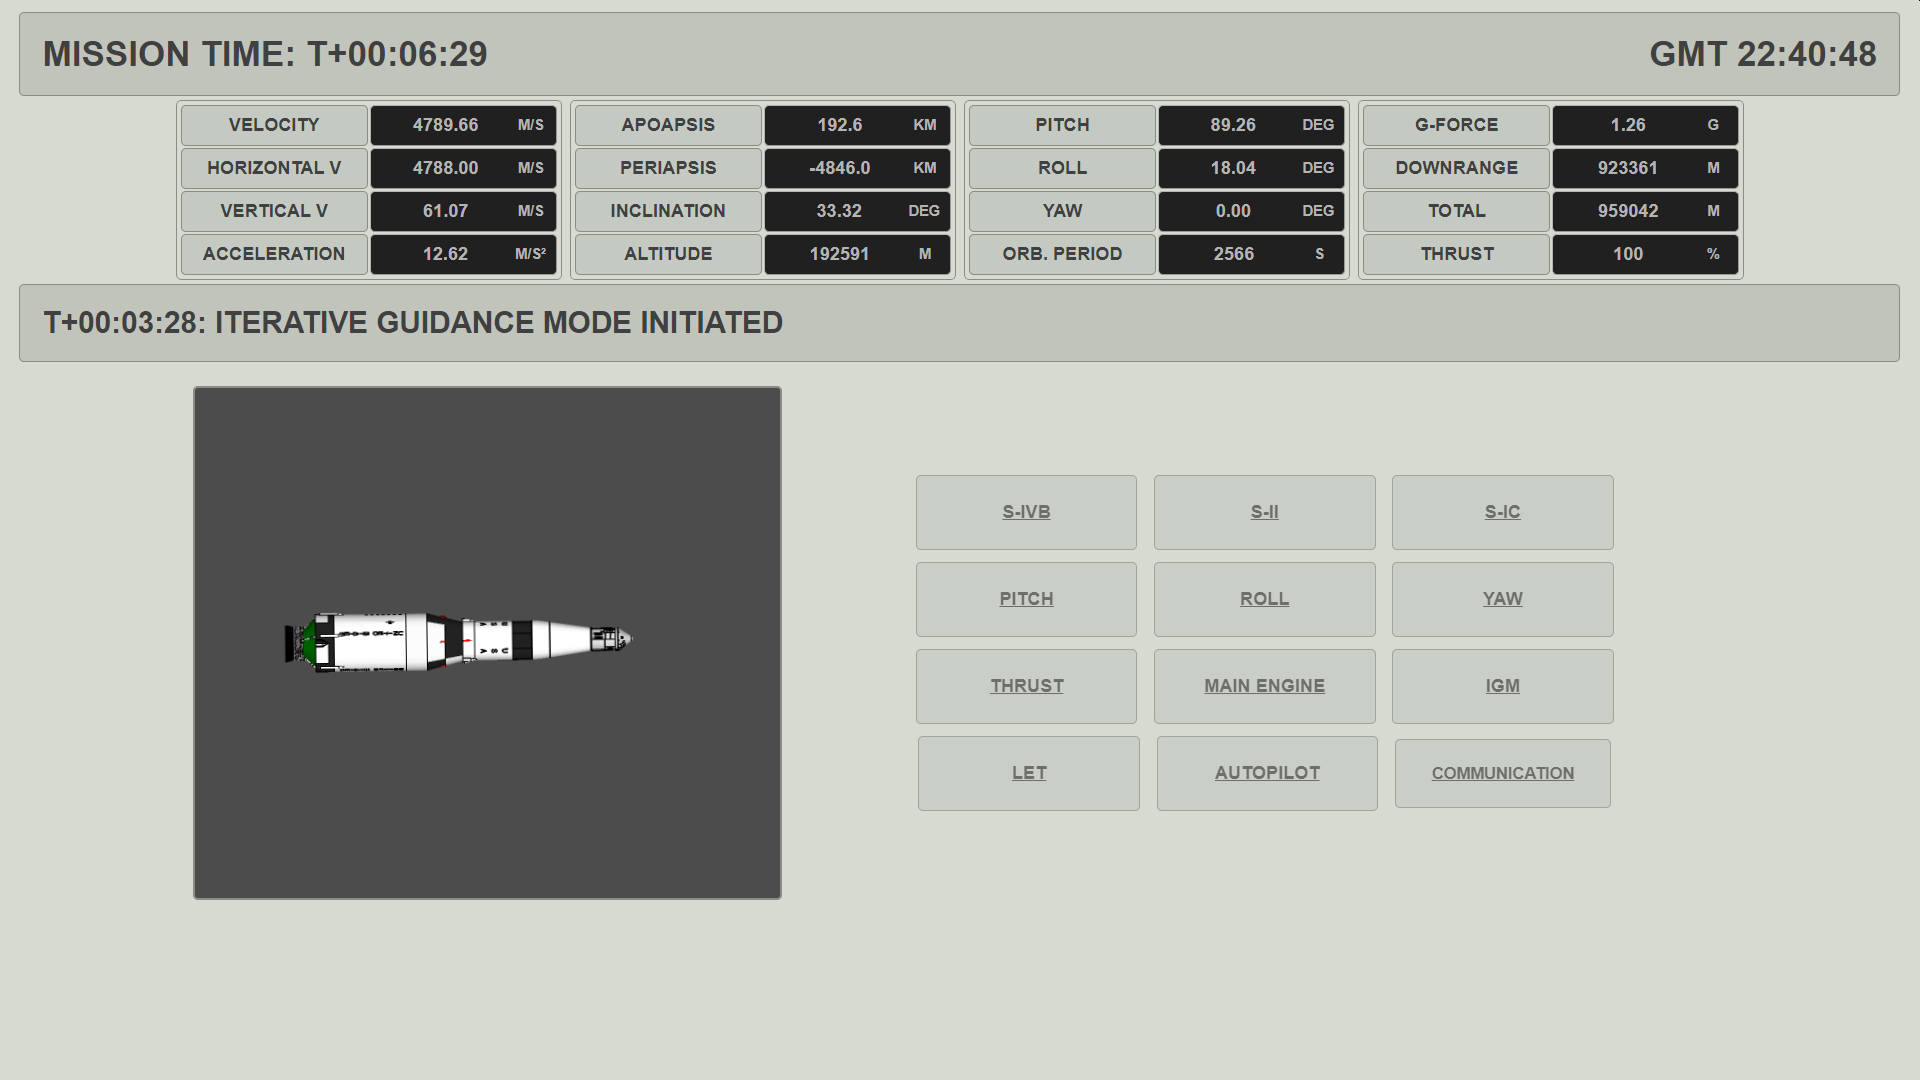 MISSION TIME: T+00:06:29
GMT 22:40:48
VELOCITY 4789.66 M/S
HORIZONTAL V 4788.00 M/S
VERTICAL V 61.07 M/S
ACCELERATION 12.62 M/S²
APOAPSIS 192.6 KM
PERIAPSIS -4846.0 KM
INCLINATION 33.32 DEG
ALTITUDE 192591 M
PITCH 89.26 DEG
ROLL 18.04 DEG
YAW 0.00 DEG
ORB. PERIOD 2566 S
G-FORCE 1.26 G
DOWNRANGE 923361 M
TOTAL 959042 M
THRUST 100 %
T+00:03:28: ITERATIVE GUIDANCE MODE INITIATED
S-IVB
S-II
S-IC
PITCH
ROLL
YAW
THRUST
MAIN ENGINE
IGM
LET
AUTOPILOT
COMMUNICATION